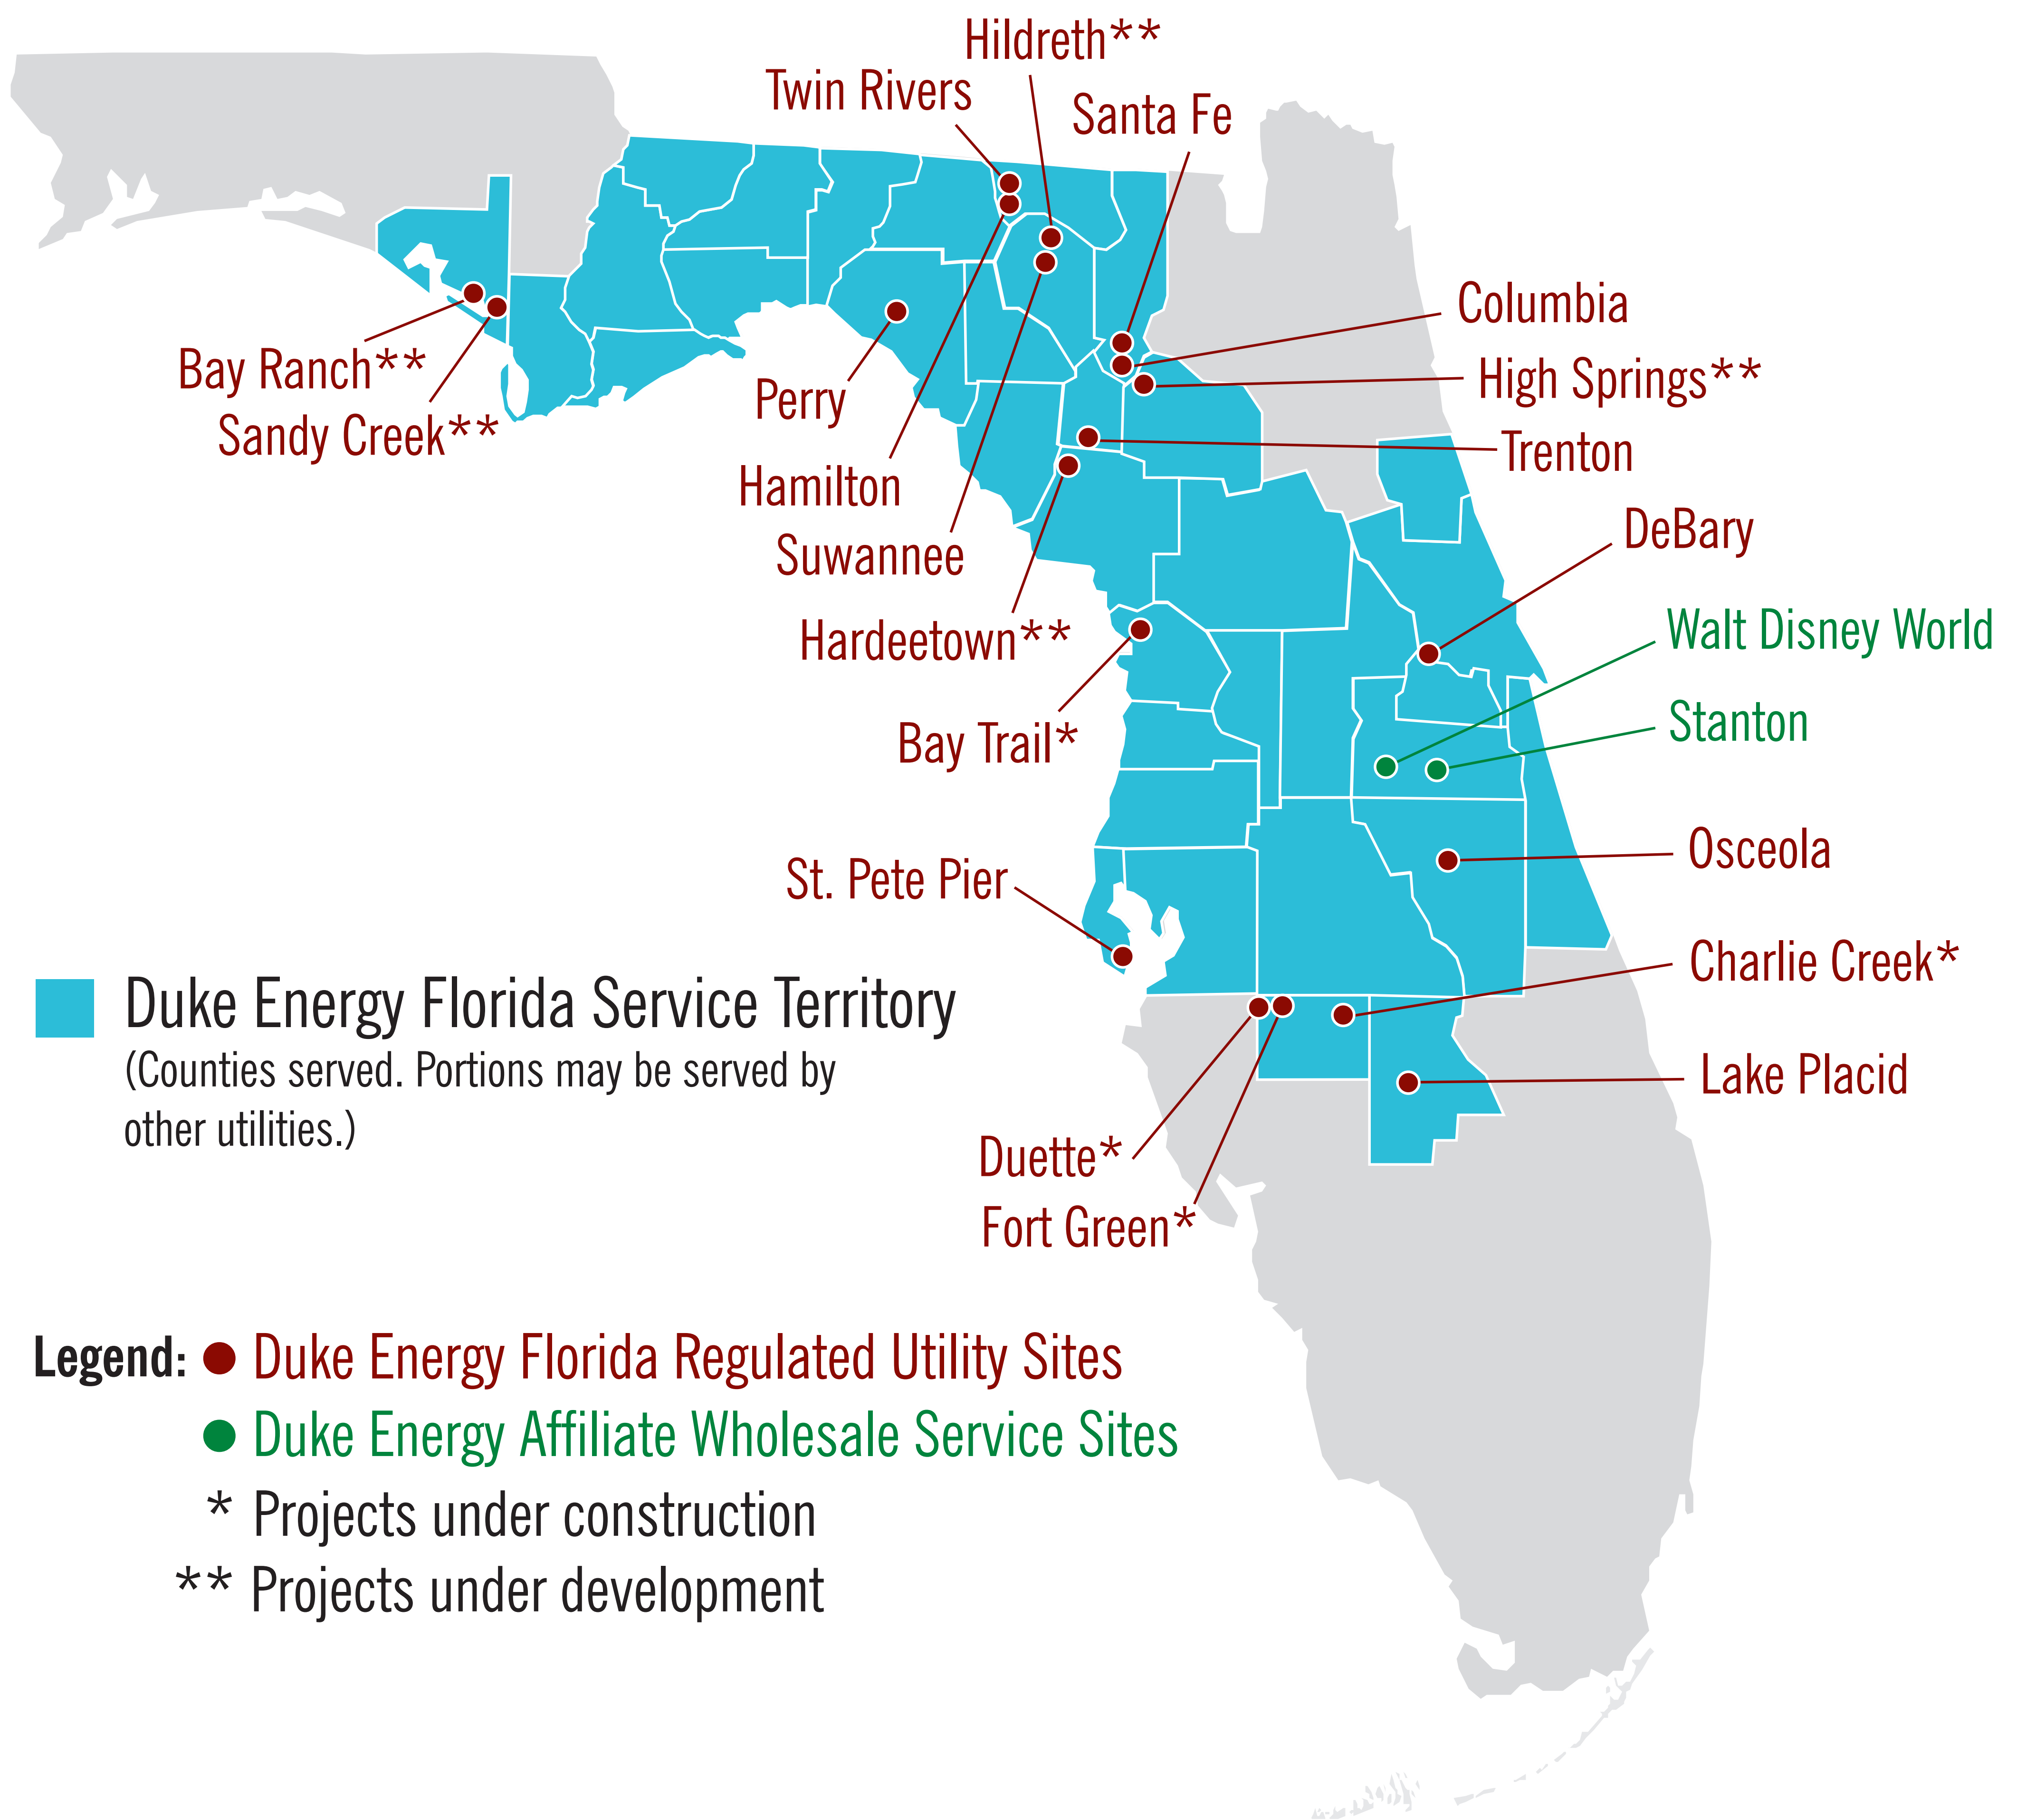 Hildreth**
Twin Rivers
Santa Fe
Columbia
Bay Ranch**
High Springs**
Perry
Sandy Creek**
Trenton
Hamilton
DeBary
Suwannee
Walt Disney World
Hardeetown**
Stanton
Bay Trail*
Osceola
St. Pete Pier
Charlie Creek*
Duke Energy Florida Service Territory
(Counties served. Portions may be served by
other utilities.)
Lake Placid
Duette*
Fort Green*
Legend: Duke Energy Florida Regulated Utility Sites
Duke Energy Affiliate Wholesale Service Sites
* Projects under construction
** Projects under development